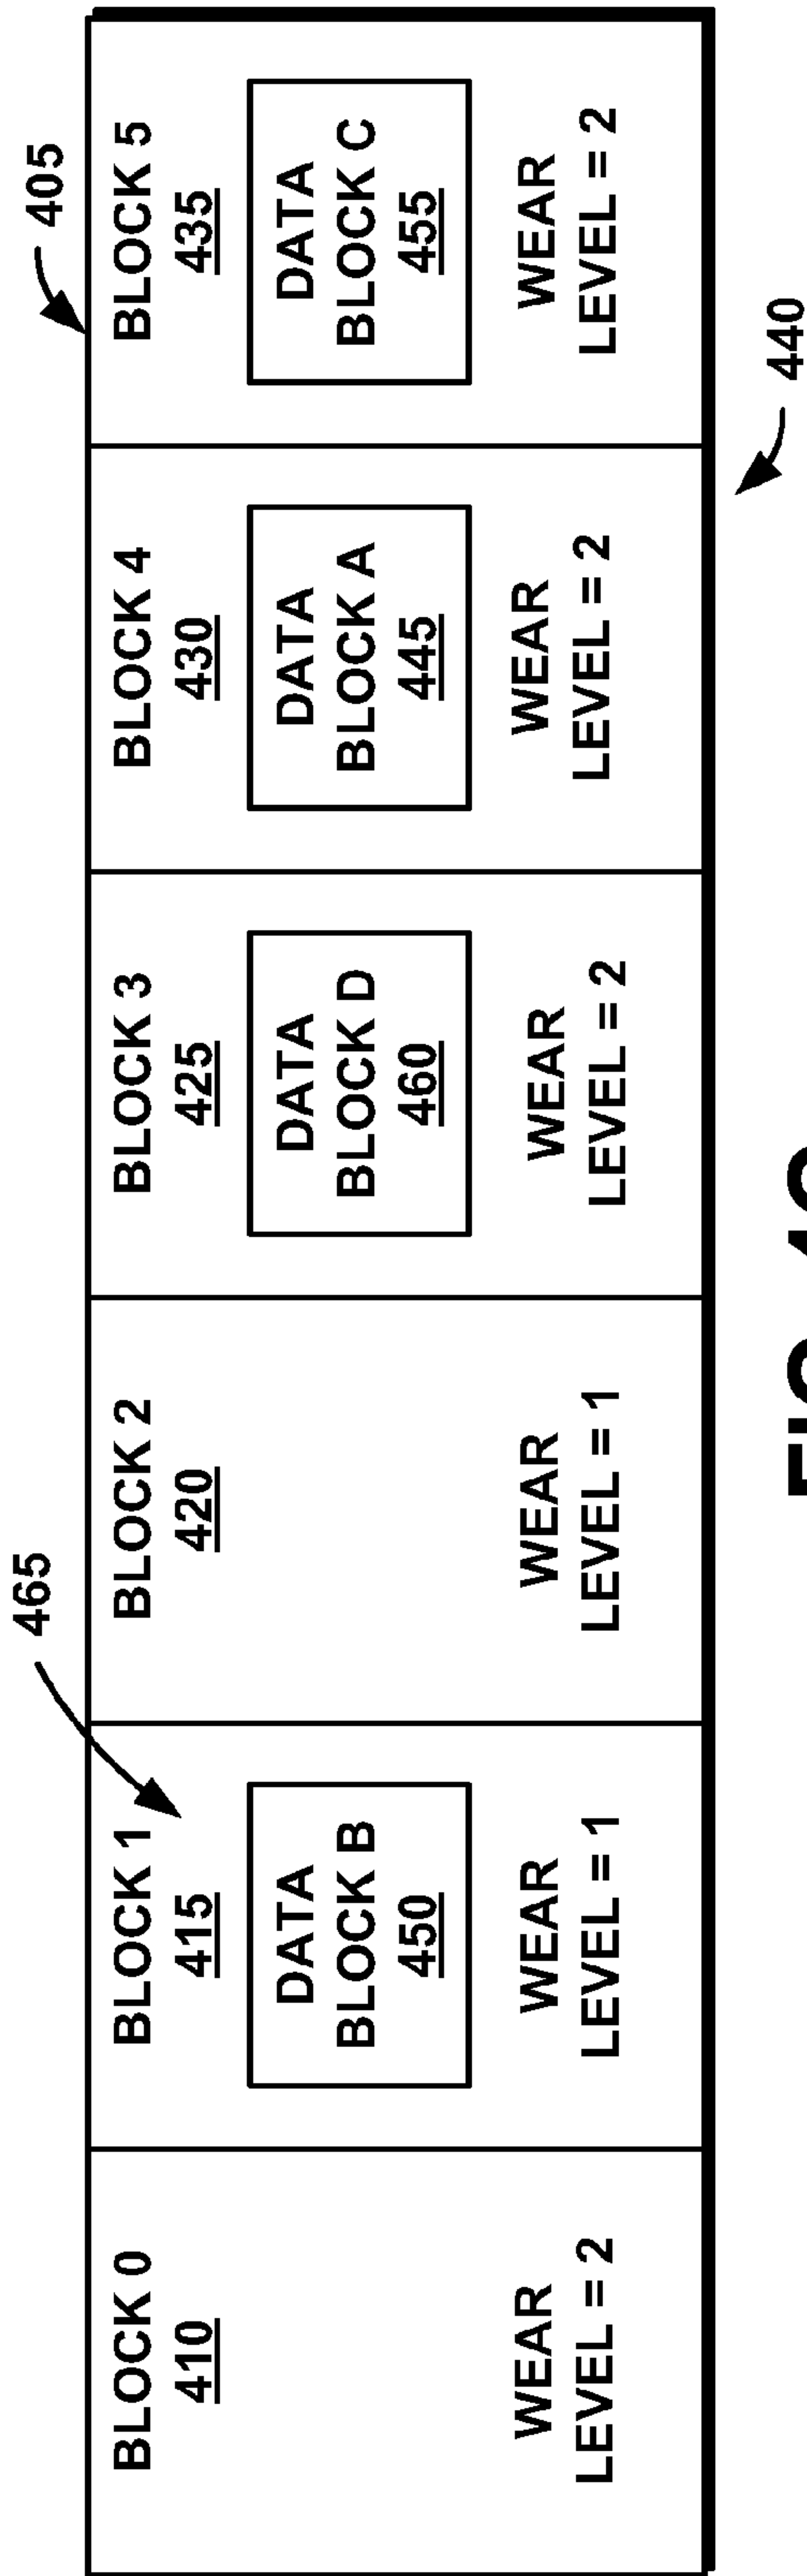 465
405
BLOCK 0
410
WEAR
LEVEL = 2
BLOCK 1
415
DATA
BLOCK B
450
WEAR
LEVEL = 1
BLOCK 2
420
WEAR
LEVEL = 1
BLOCK 3
425
DATA
BLOCK D
460
WEAR
LEVEL = 2
BLOCK 4
430
DATA
BLOCK A
445
WEAR
LEVEL = 2
BLOCK 5
435
DATA
BLOCK C
455
WEAR
LEVEL = 2
440